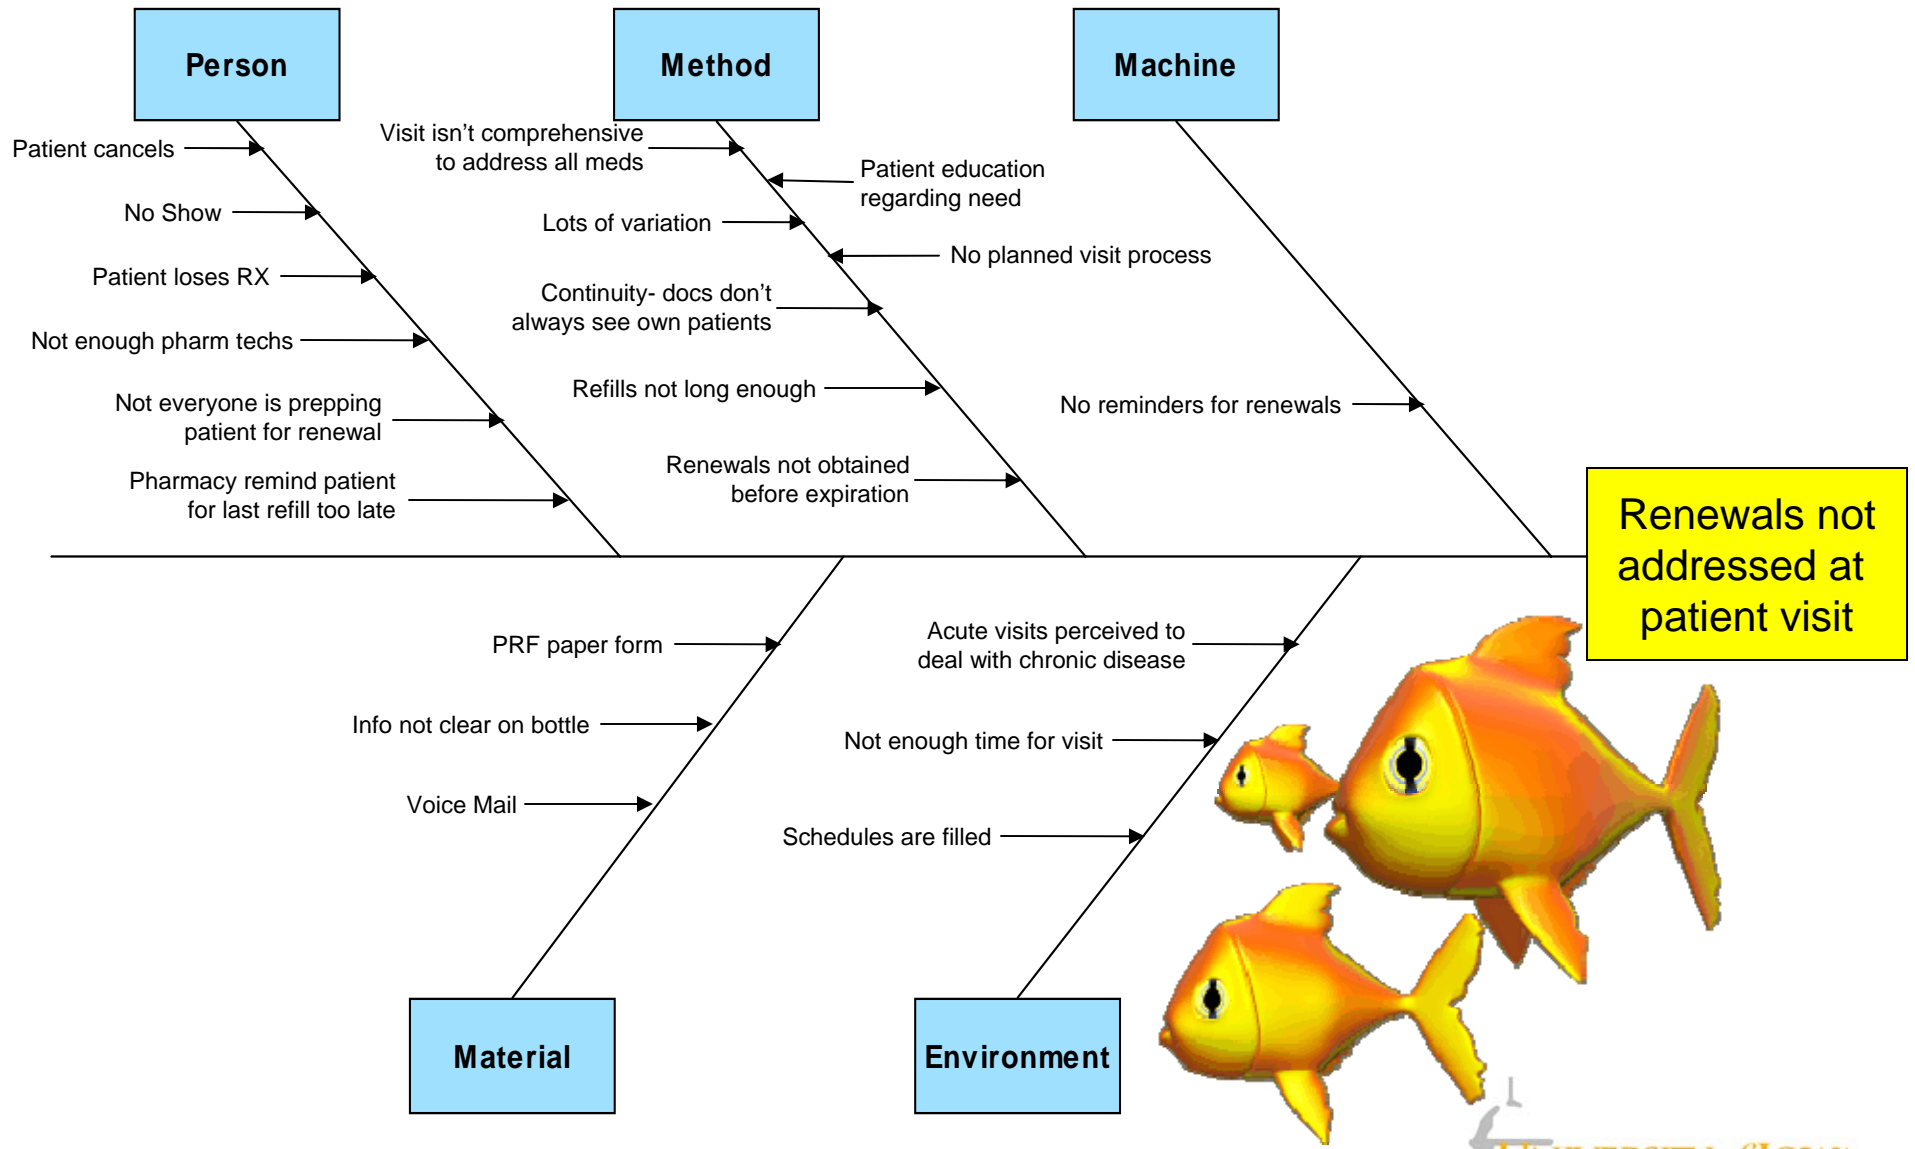 Person
Method
Machine
Patient cancels
No Show
Patient loses RX
Not enough pharm techs
Not everyone is prepping
patient for renewal
Pharmacy remind patient
for last refill too late
Visit isn’t comprehensive
to address all meds
Patient education
regarding need
Lots of variation
No planned visit process
Continuity- docs don’t
always see own patients
Refills not long enough
Renewals not obtained
before expiration
No reminders for renewals
Renewals not
addressed at
patient visit
PRF paper form
Info not clear on bottle
Voice Mail
Acute visits perceived to
deal with chronic disease
Not enough time for visit
Schedules are filled
Material
Environment